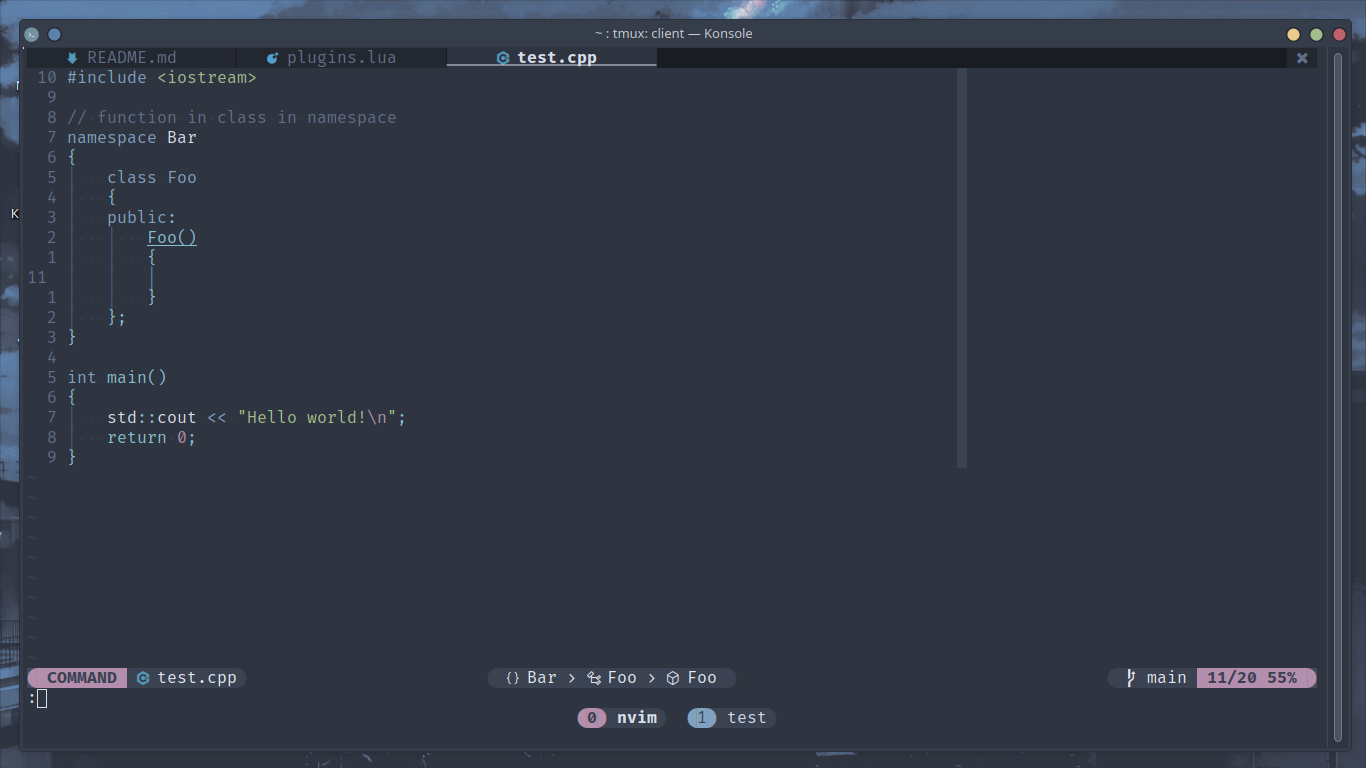 ~ : tmux: client — Konsole
README.md plugins.lua test.cpp
10 #include <iostream>
9
8 // function in class in namespace
7 namespace Bar
6 {
5     class Foo
4     {
3     public:
2         Foo()
1         {
11
1         }
2     };
3 }
4
5 int main()
6 {
7     std::cout << "Hello world!\n";
8     return 0;
9 }
~
~
~
~
~
~
~
~
~
~
COMMAND test.cpp {} Bar > Foo > Foo main 11/20 55%
:
0 nvim 1 test
K